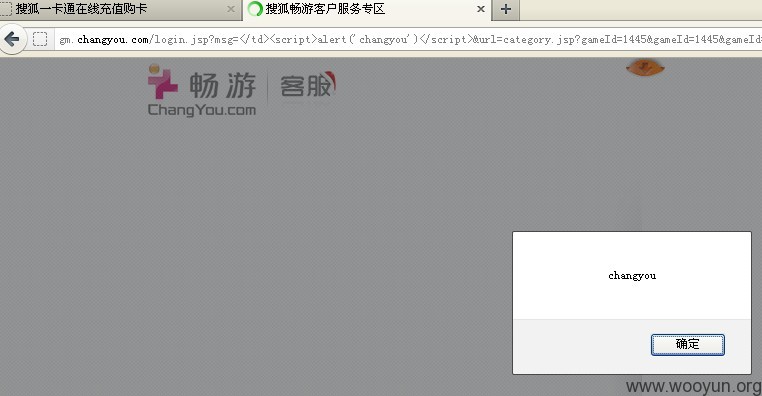 搜狐一卡通在线充值购卡
搜狐畅游客户服务专区
gm.changyou.com/login.jsp?msg=</td><script>alert('changyou')</script>&url=category.jsp?gameId=1445&gameId=1445&gameId=
畅游 客服
ChangYou.com
changyou
确定
www.wooyun.org